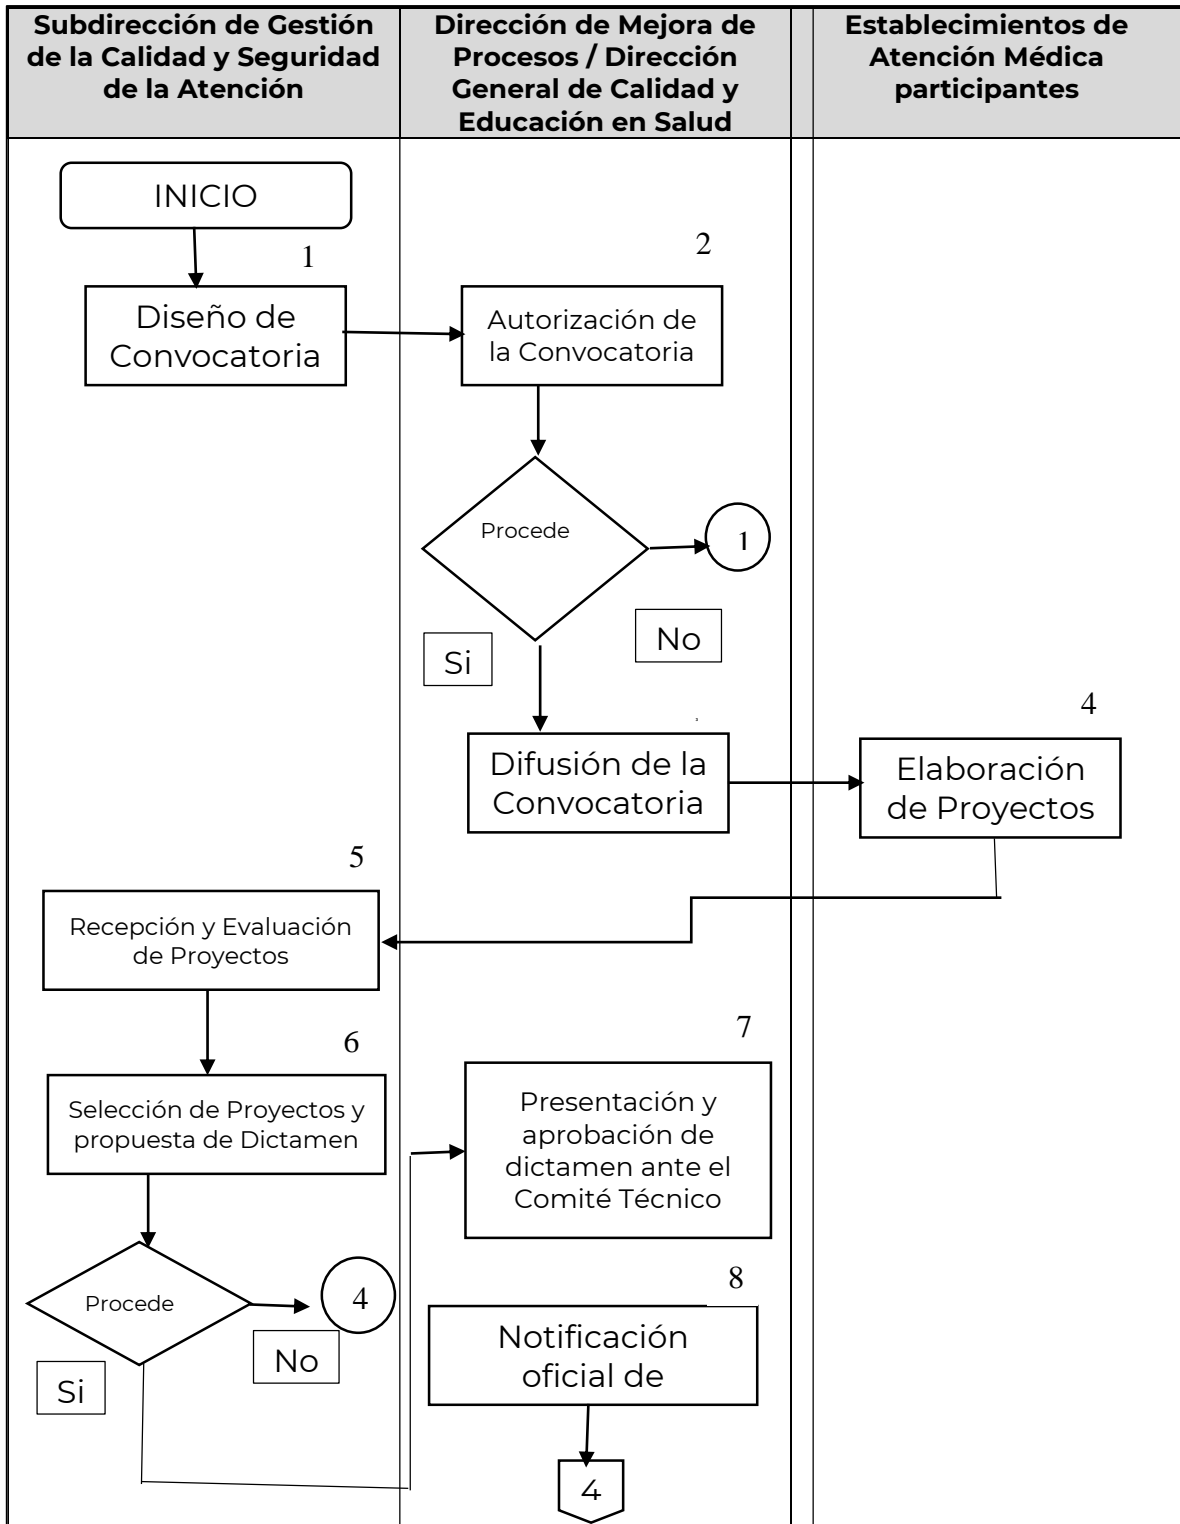 Subdirección de Gestión
de la Calidad y Seguridad
de la Atención
Dirección de Mejora de
Procesos / Dirección
General de Calidad y
Educación en Salud
Establecimientos de
Atención Médica
participantes
INICIO
1
Diseño de
Convocatoria
2
Autorización de
la Convocatoria
Procede
1
No
Si
Difusión de la
Convocatoria
4
Elaboración
de Proyectos
5
Recepción y Evaluación
de Proyectos
6
Selección de Proyectos y
propuesta de Dictamen
7
Presentación y
aprobación de
dictamen ante el
Comité Técnico
Procede
4
No
Si
8
Notificación
oficial de
4